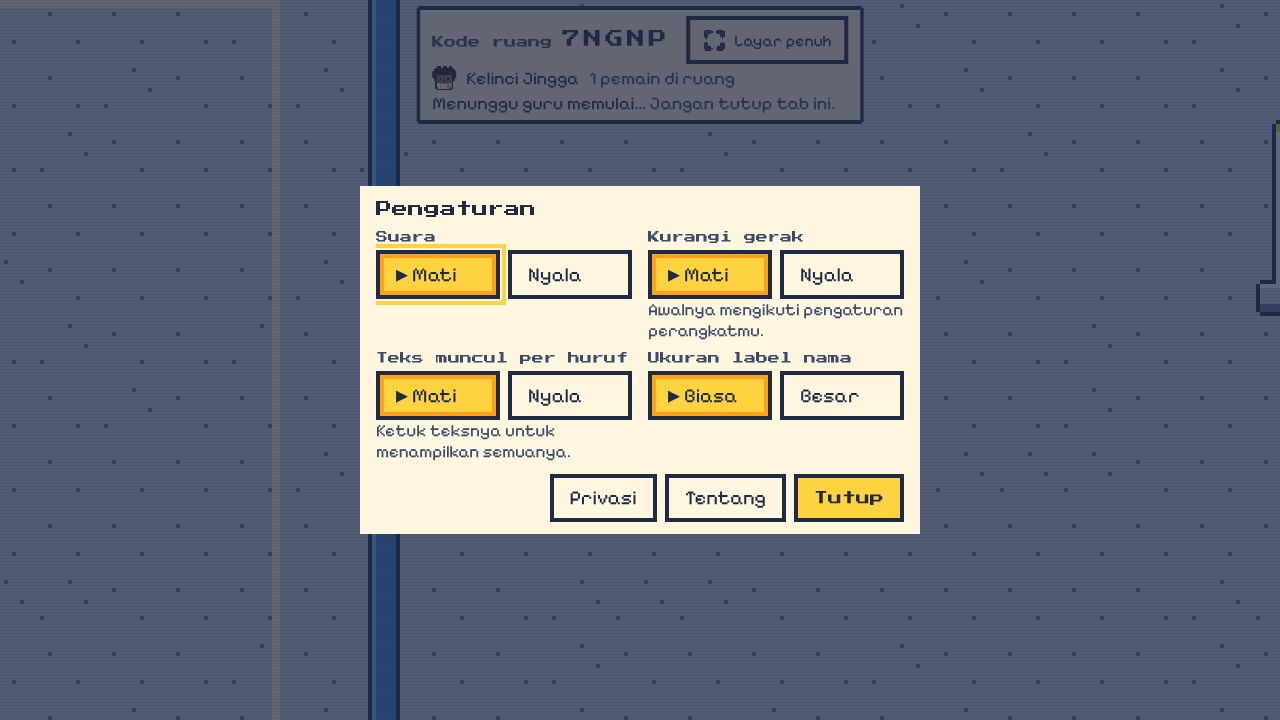 Kode ruang 7NGNP
Layar penuh
Kelinci Jingga 1 pemain di ruang
Menunggu guru memulai... Jangan tutup tab ini.
Pengaturan
Suara
▶Mati Nyala
Kurangi gerak
▶Mati Nyala
Awalnya mengikuti pengaturan
perangkatmu.
Teks muncul per huruf
▶Mati Nyala
Ketuk teksnya untuk
menampilkan semuanya.
Ukuran label nama
▶Biasa Besar
Privasi Tentang Tutup